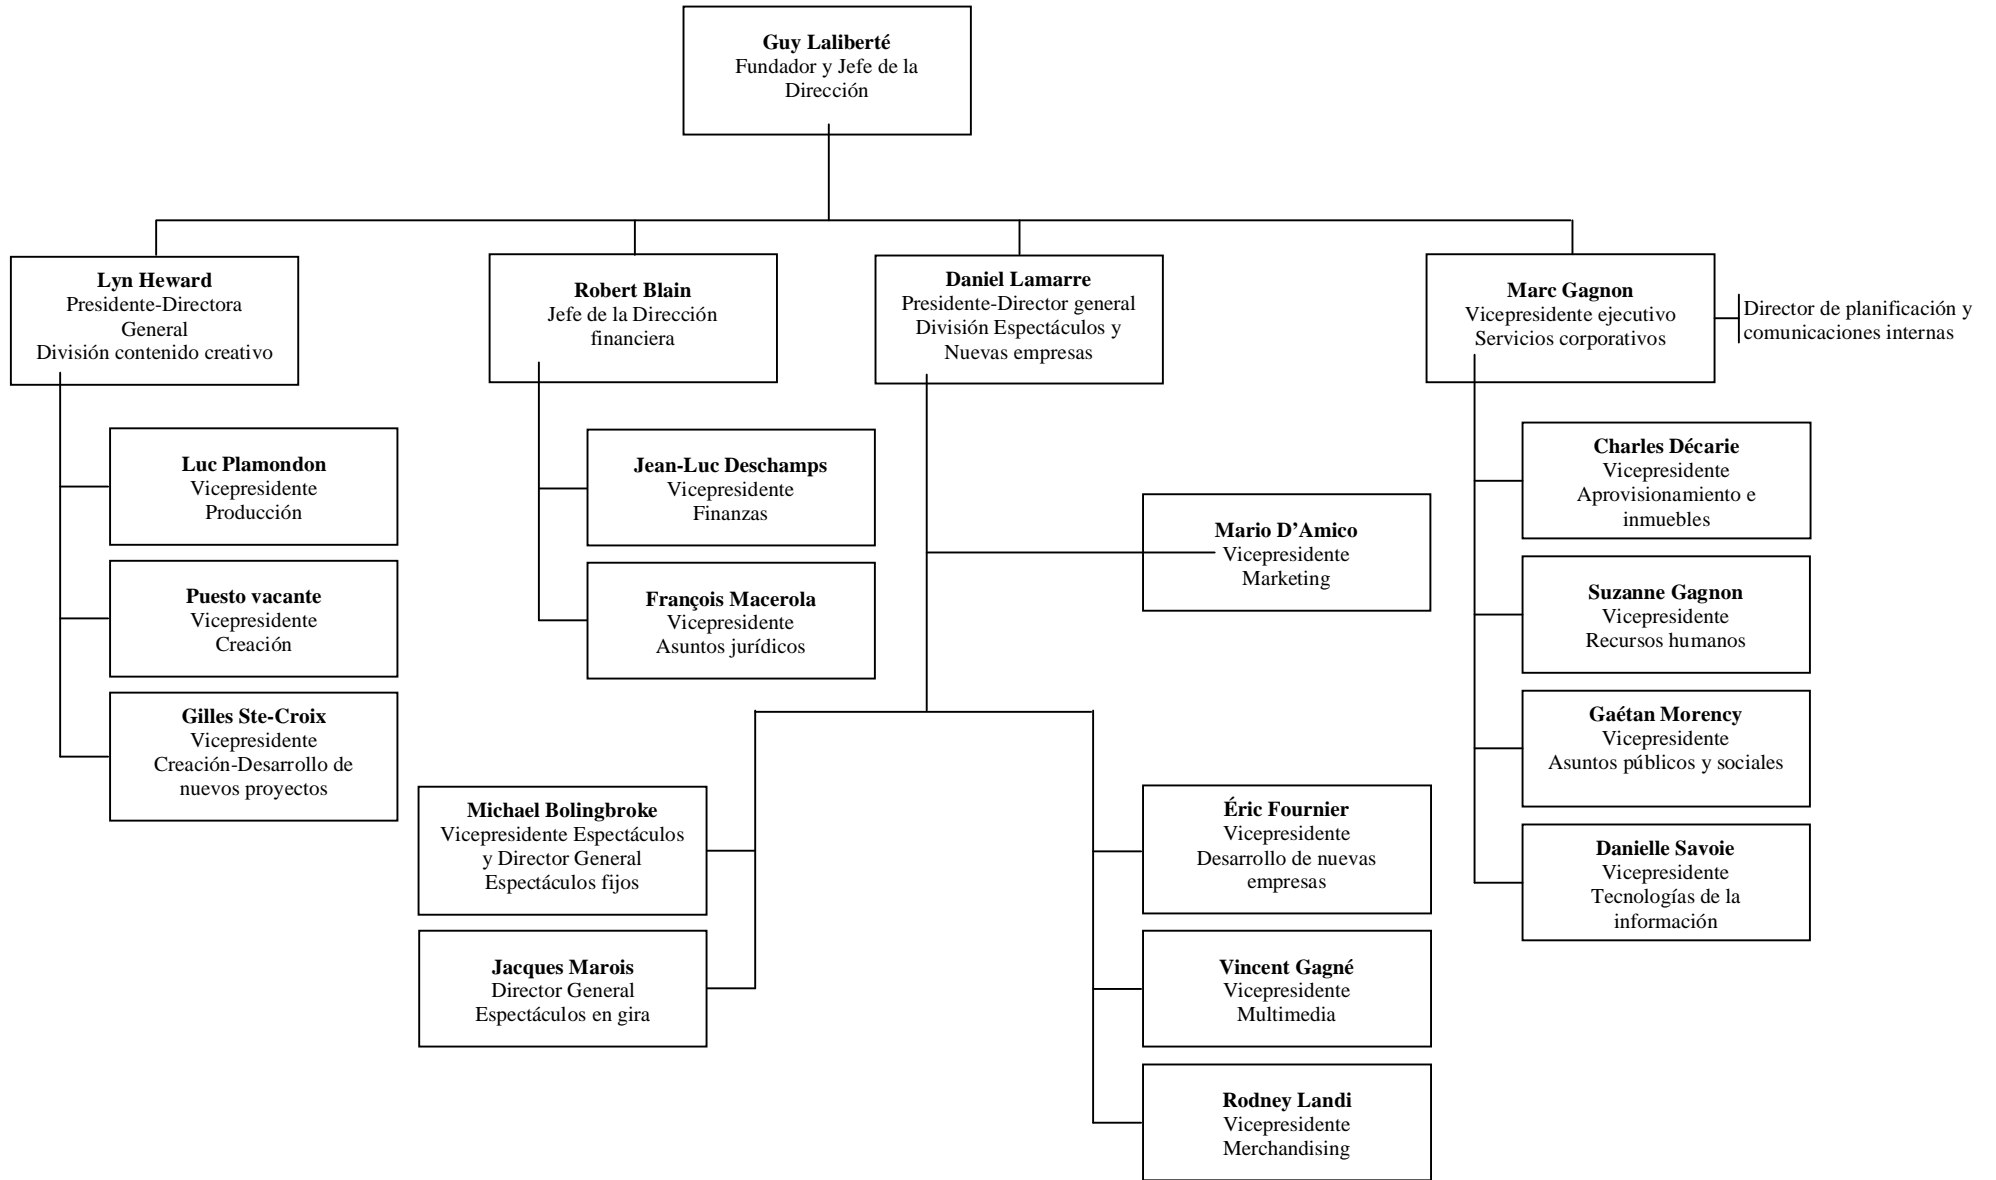 Guy Laliberté
Fundador y Jefe de la
Dirección
Lyn Heward
Presidente-Directora
General
División contenido creativo
Robert Blain
Jefe de la Dirección
financiera
Daniel Lamarre
Presidente-Director general
División Espectáculos y
Nuevas empresas
Marc Gagnon
Vicepresidente ejecutivo
Servicios corporativos
Director de planificación y
comunicaciones internas
Luc Plamondon
Vicepresidente
Producción
Puesto vacante
Vicepresidente
Creación
Gilles Ste-Croix
Vicepresidente
Creación-Desarrollo de
nuevos proyectos
Jean-Luc Deschamps
Vicepresidente
Finanzas
François Macerola
Vicepresidente
Asuntos jurídicos
Mario D’Amico
Vicepresidente
Marketing
Michael Bolingbroke
Vicepresidente Espectáculos
y Director General
Espectáculos fijos
Jacques Marois
Director General
Espectáculos en gira
Éric Fournier
Vicepresidente
Desarrollo de nuevas
empresas
Vincent Gagné
Vicepresidente
Multimedia
Rodney Landi
Vicepresidente
Merchandising
Charles Décarie
Vicepresidente
Aprovisionamiento e
inmuebles
Suzanne Gagnon
Vicepresidente
Recursos humanos
Gaétan Morency
Vicepresidente
Asuntos públicos y sociales
Danielle Savoie
Vicepresidente
Tecnologías de la
información